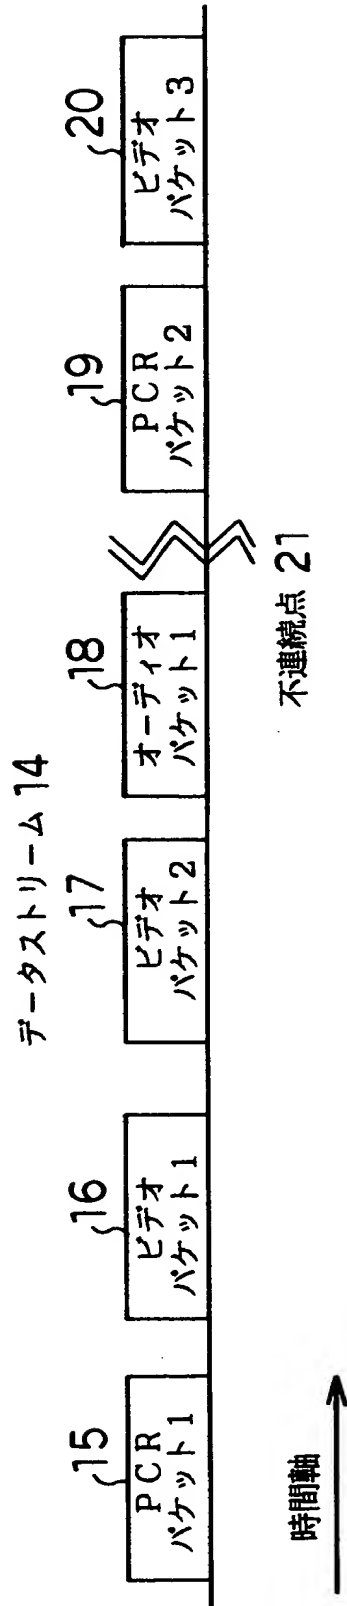 データストリーム 14
15
PCR
パケット1
16
ビデオ
パケット1
17
ビデオ
パケット2
18
オーディオ
パケット1
19
PCR
パケット2
20
ビデオ
パケット3
不連続点 21
時間軸